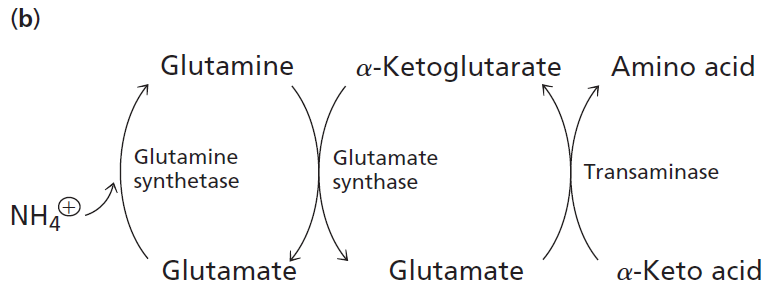 (b)
Glutamine α-Ketoglutarate Amino acid
Glutamine
synthetase
Glutamate
synthase
Transaminase
NH4⊕
Glutamate Glutamate α-Keto acid